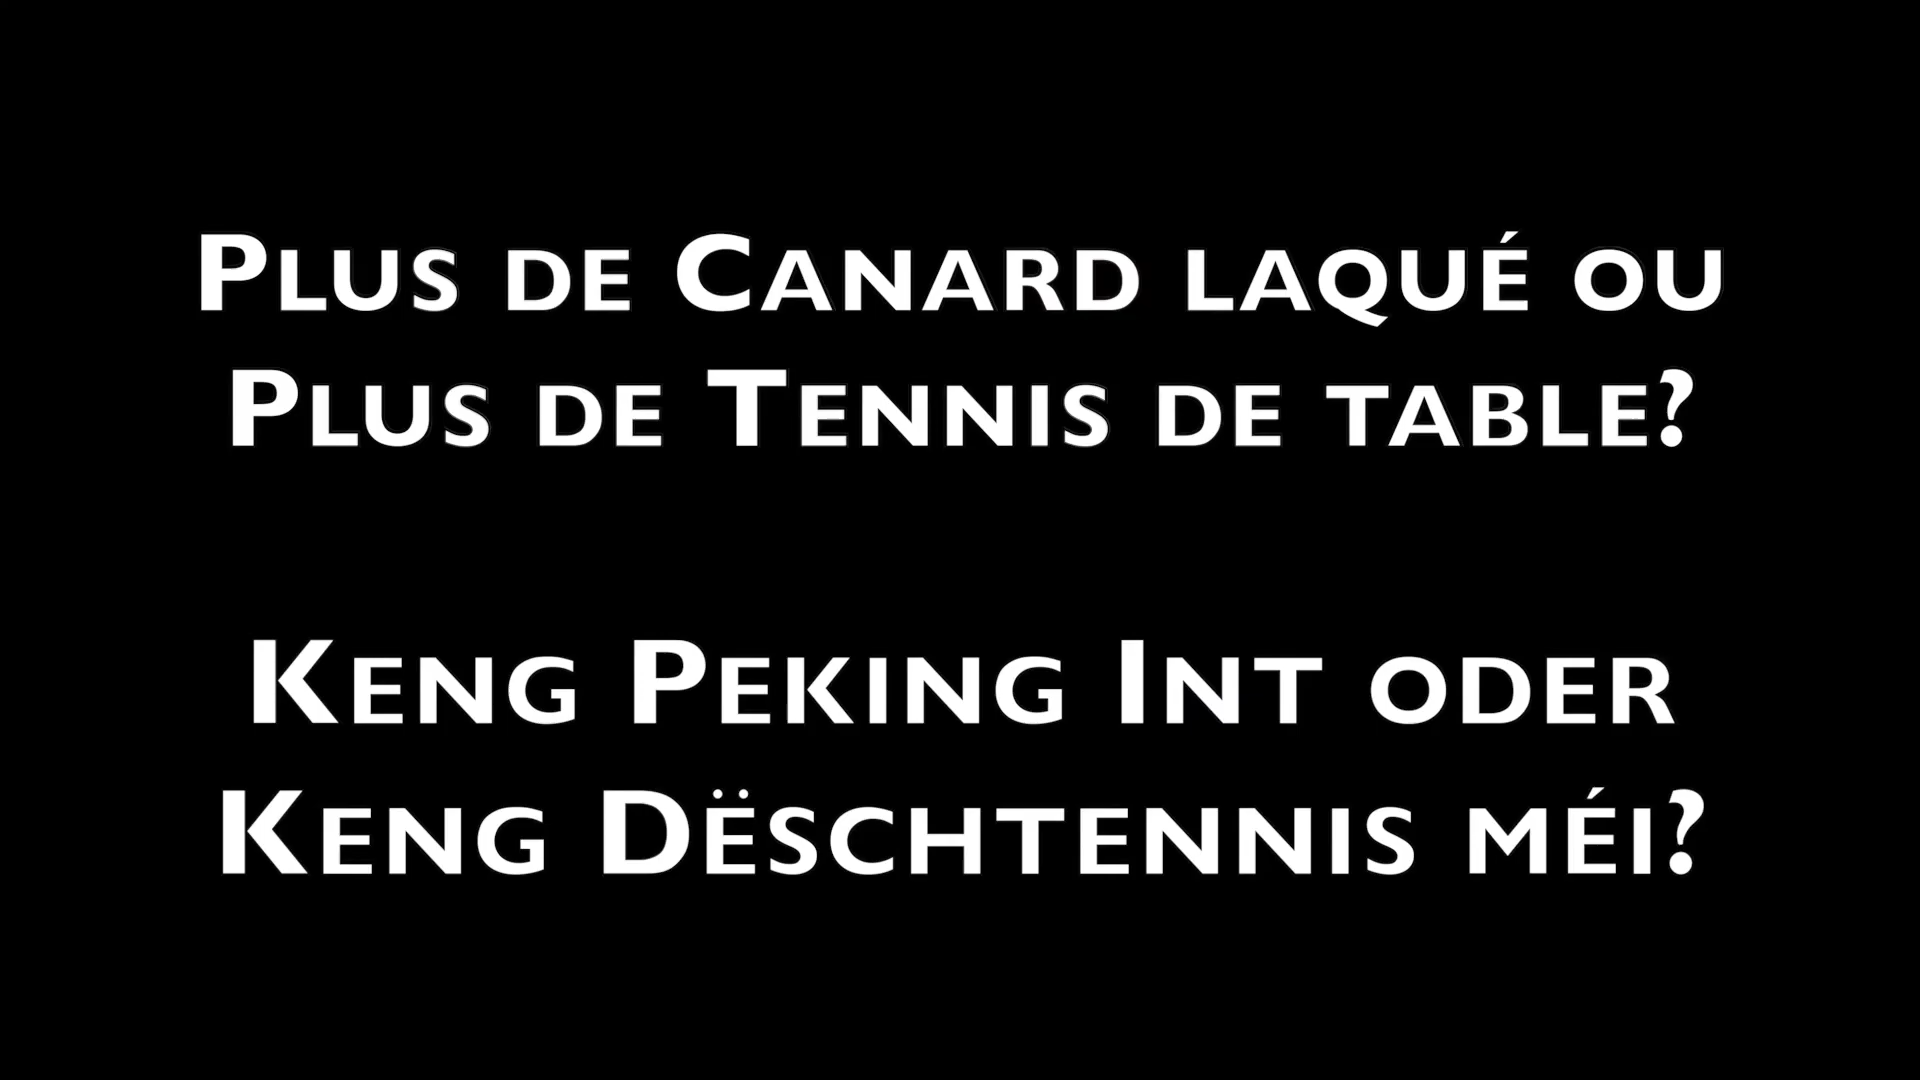 Plus de Canard laqué ou
Plus de Tennis de table?
Keng Peking Int oder
Keng Dëschtennis méi?